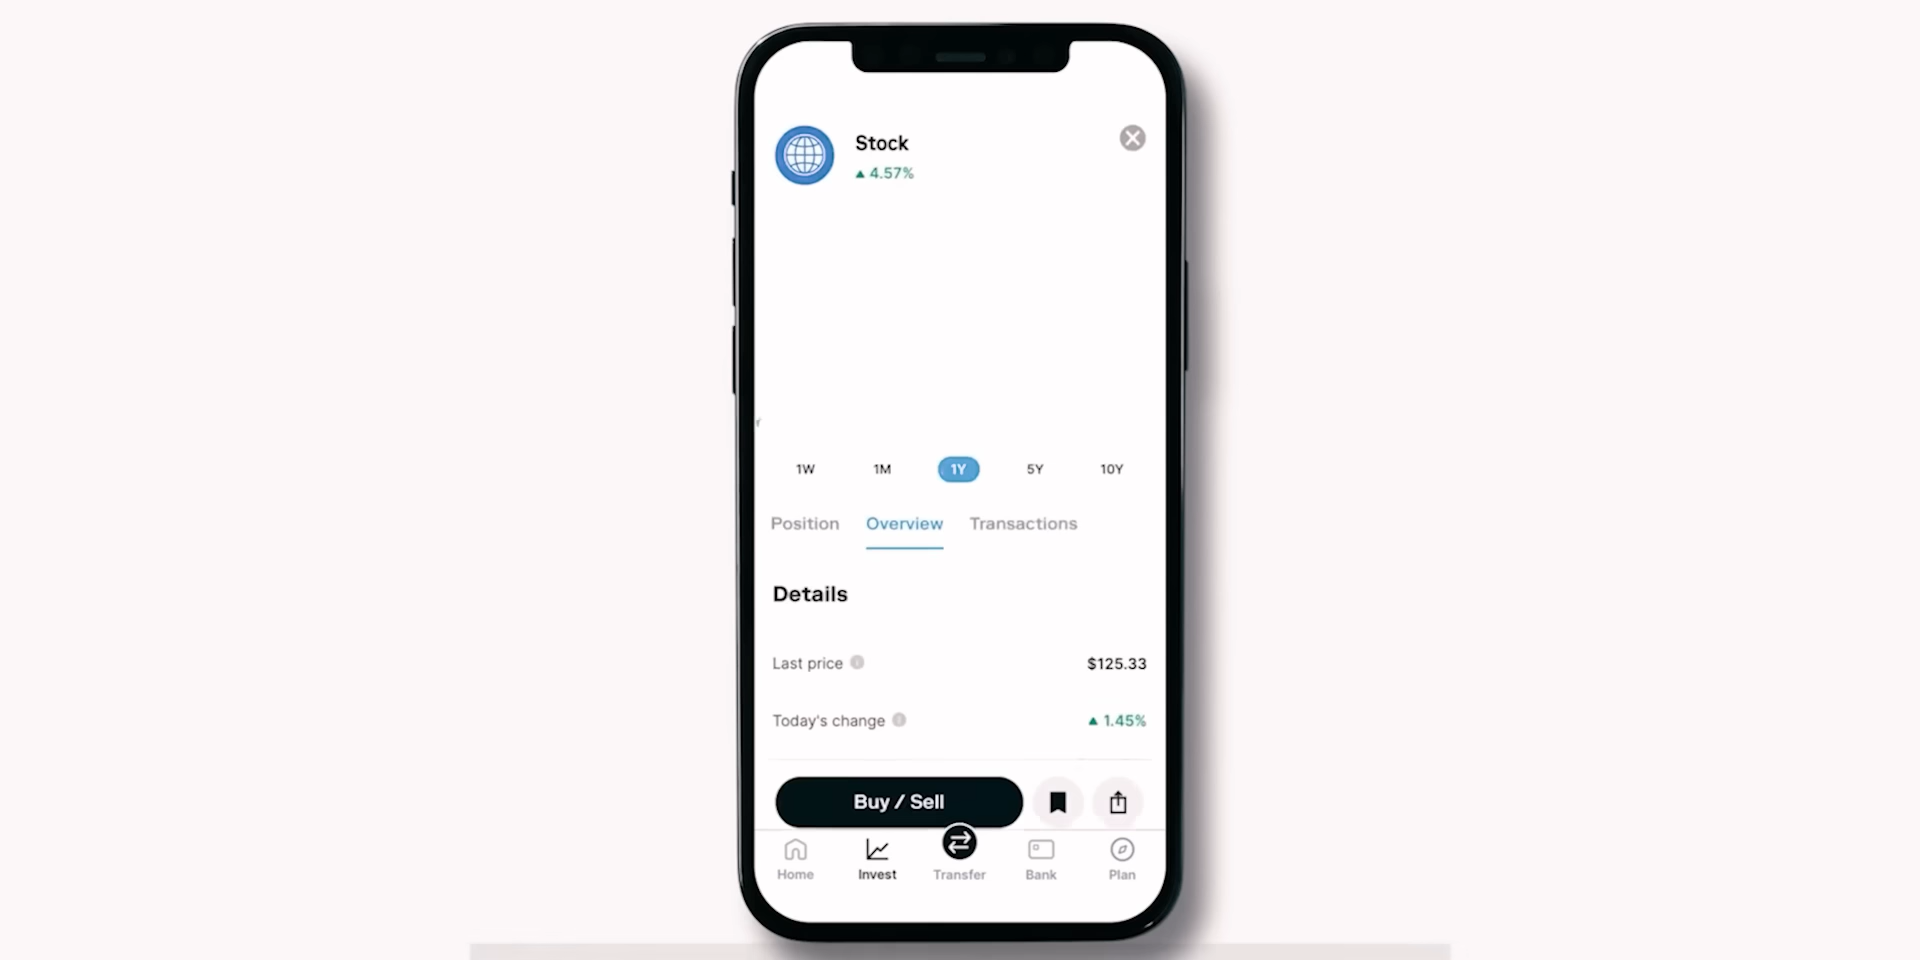 Stock
▲ 4.57%
1W 1M 1Y 5Y 10Y
Position Overview Transactions
Details
Last price $125.33
Today's change ▲ 1.45%
Buy / Sell
Home Invest Transfer Bank Plan